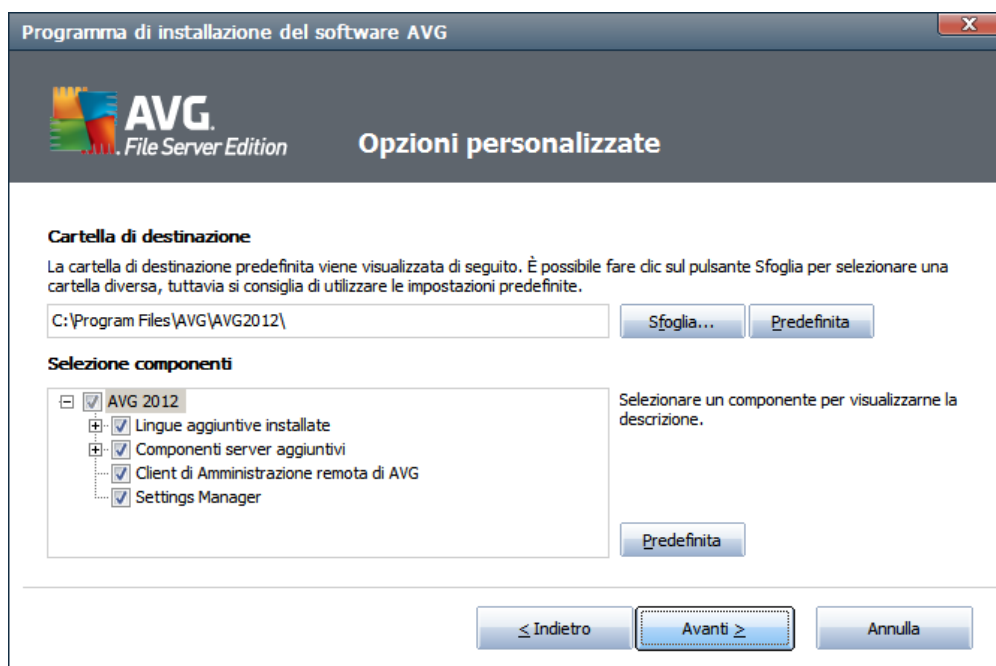 Programma di installazione del software AVG
X
AVG.
File Server Edition
Opzioni personalizzate
Cartella di destinazione
La cartella di destinazione predefinita viene visualizzata di seguito. È possibile fare clic sul pulsante Sfoglia per selezionare una
cartella diversa, tuttavia si consiglia di utilizzare le impostazioni predefinite.
C:\Program Files\AVG\AVG2012\
Sfoglia...
Predefinita
Selezione componenti
AVG 2012
Lingue aggiuntive installate
Componenti server aggiuntivi
Client di Amministrazione remota di AVG
Settings Manager
Selezionare un componente per visualizzarne la
descrizione.
Predefinita
< Indietro
Avanti >
Annulla